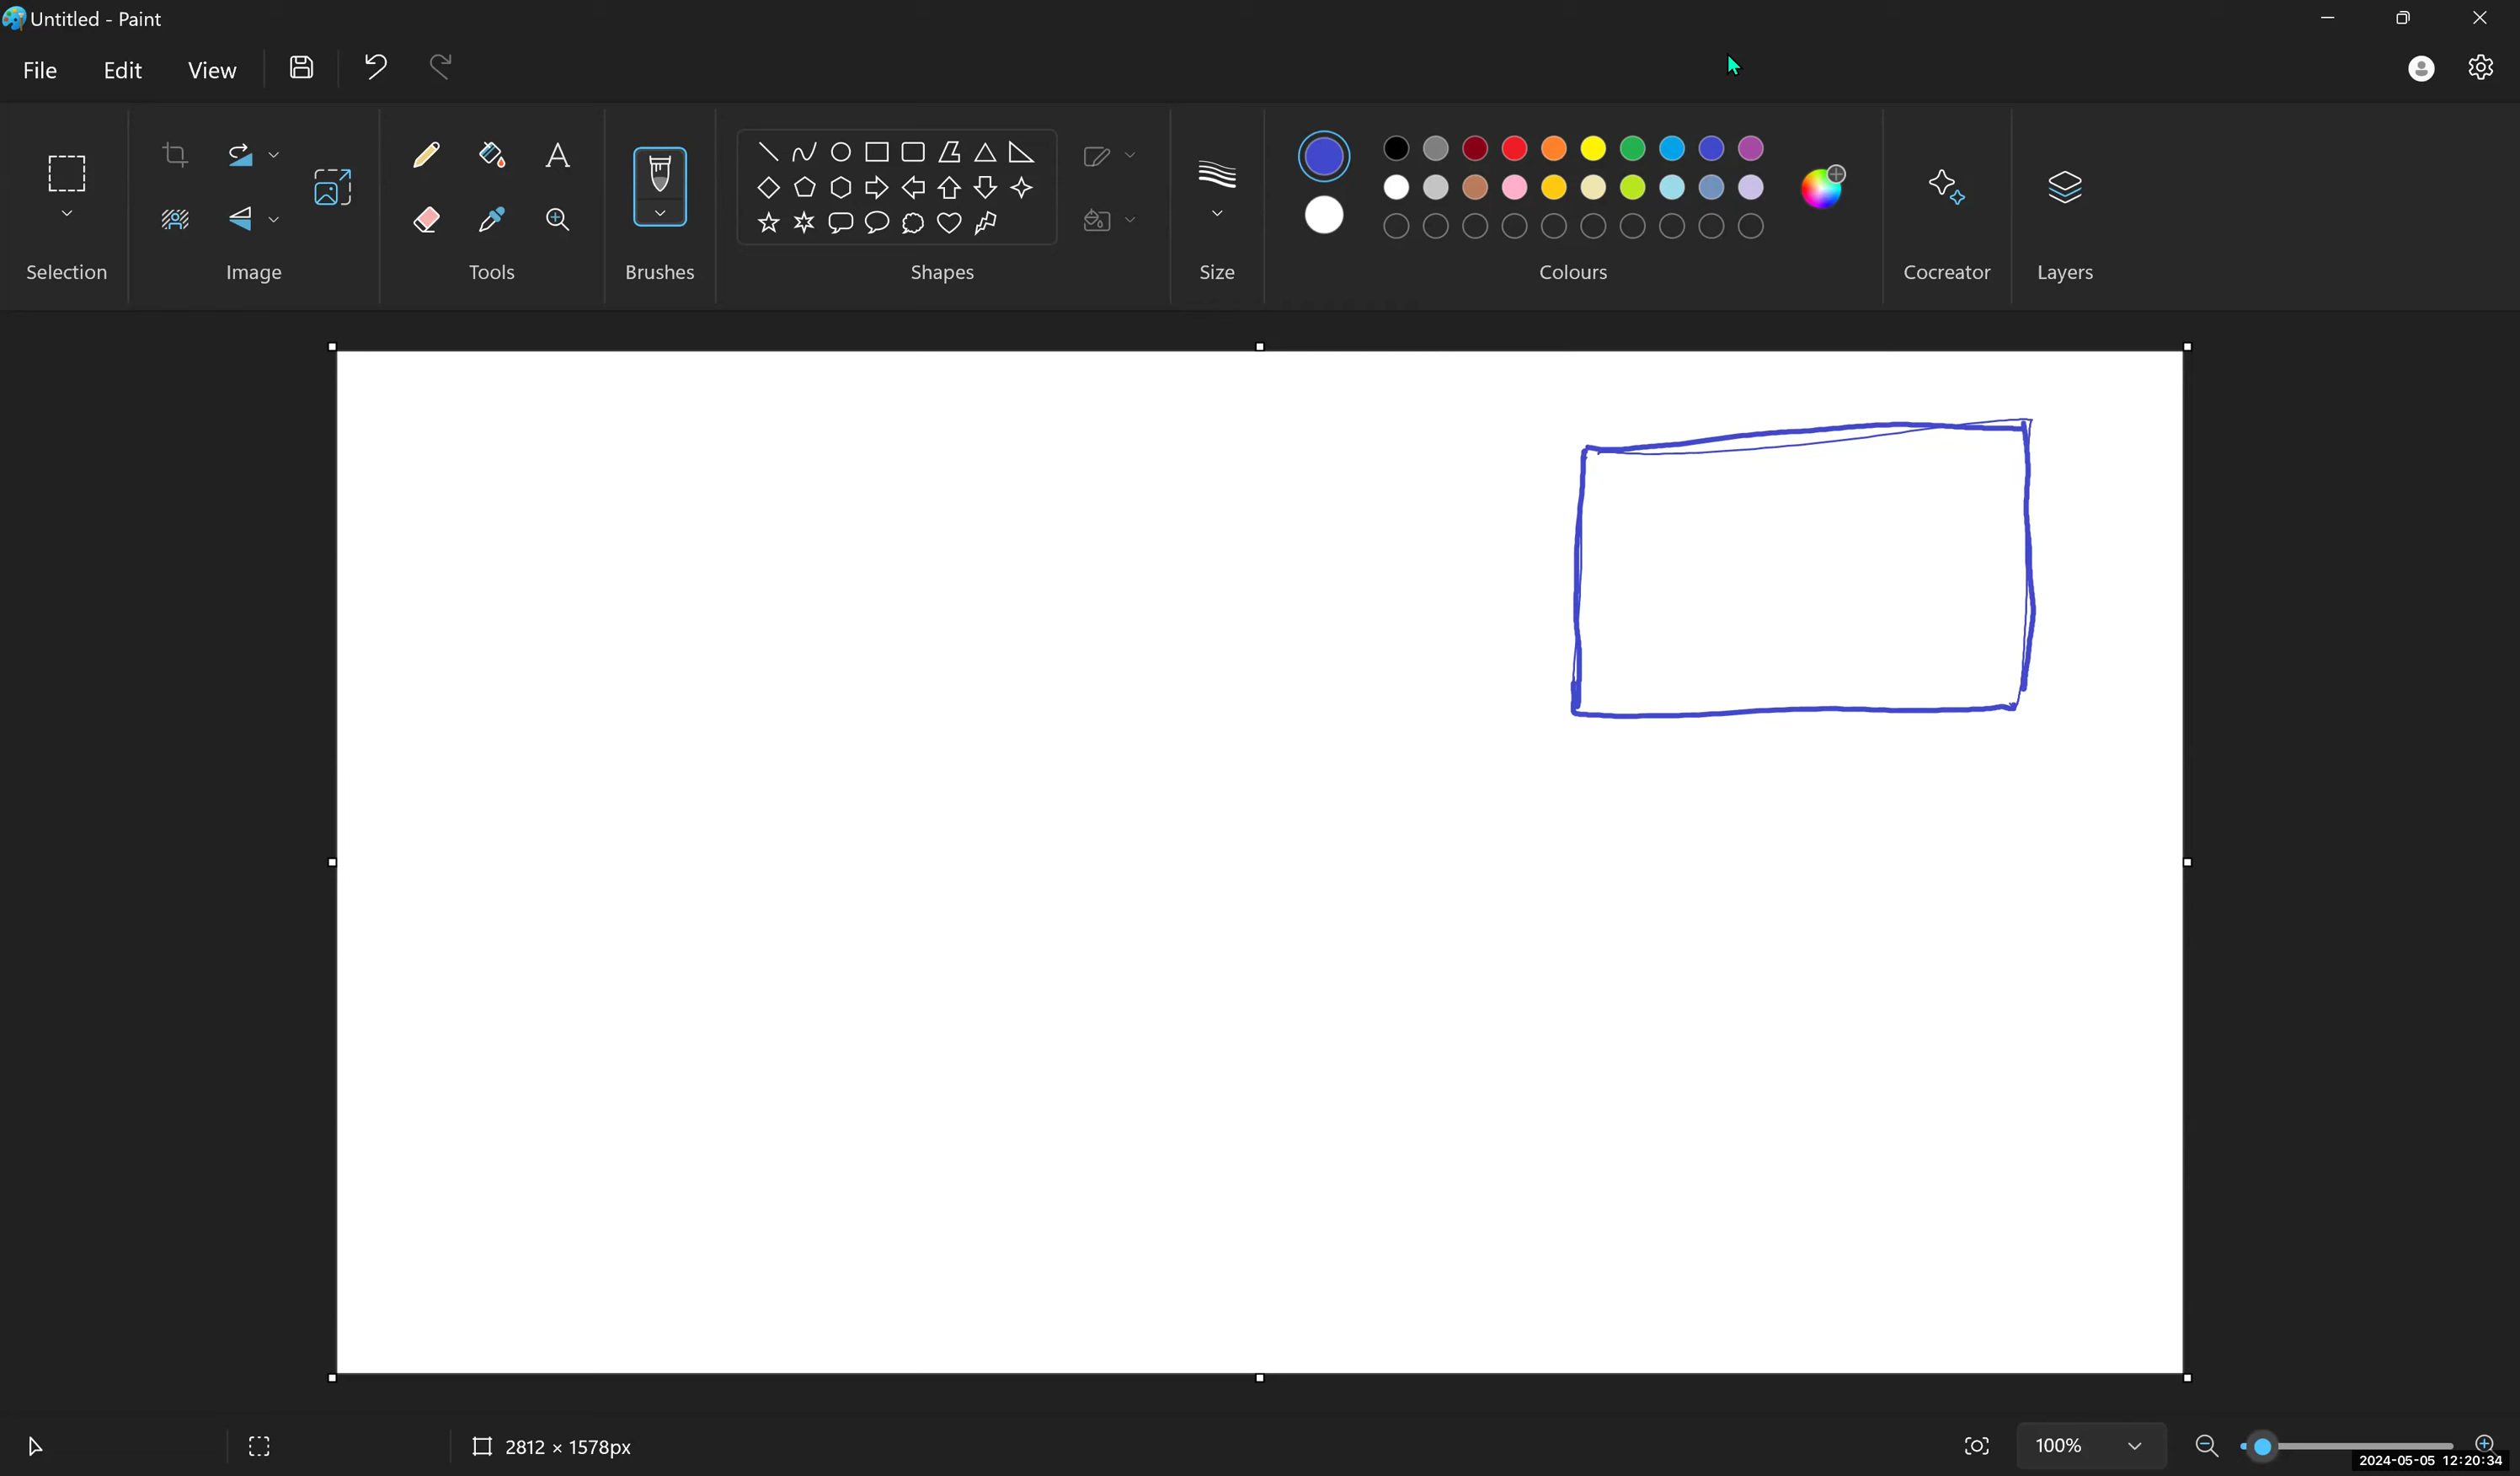 Untitled - Paint
File Edit View
Selection Image Tools Brushes Shapes Size Colours Cocreator Layers
2812 × 1578px 100%
2024-05-05 12:20:34